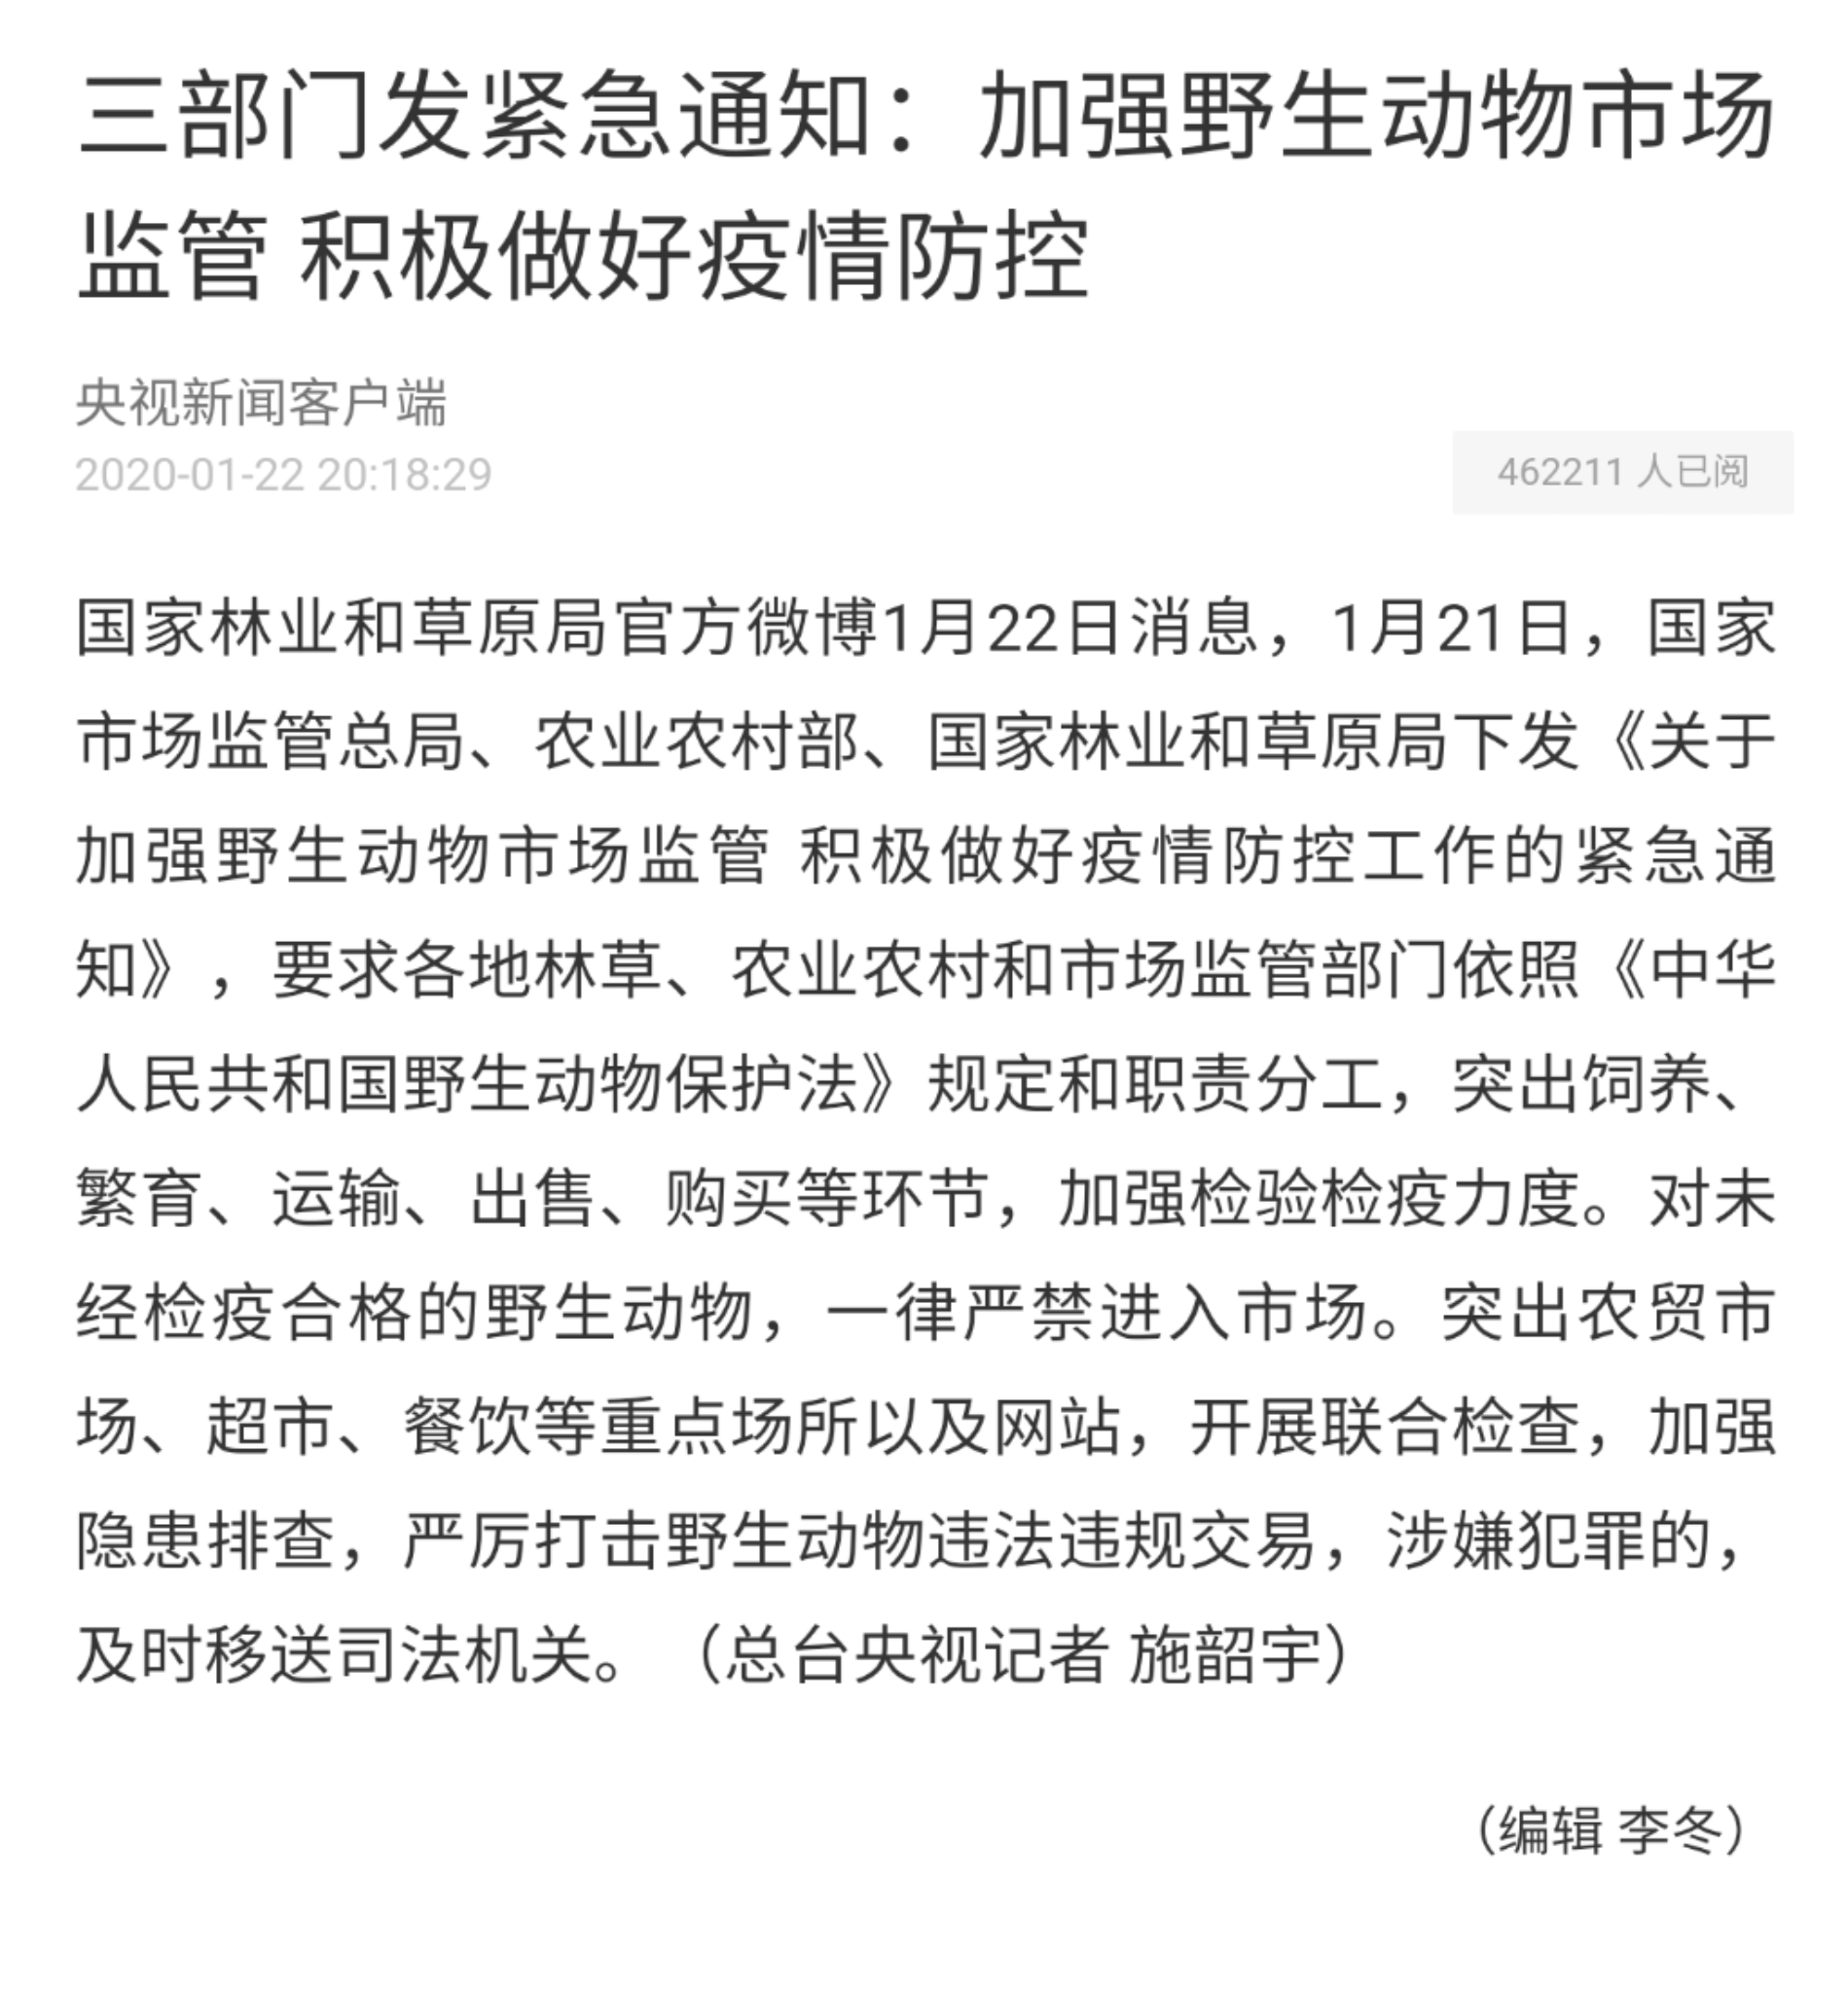 三部门发紧急通知：加强野生动物市场
监管 积极做好疫情防控
央视新闻客户端
2020-01-22 20:18:29
462211 人已阅
国家林业和草原局官方微博1月22日消息，1月21日，国家
市场监管总局、农业农村部、国家林业和草原局下发《关于
加强野生动物市场监管 积极做好疫情防控工作的紧急通
知》，要求各地林草、农业农村和市场监管部门依照《中华
人民共和国野生动物保护法》规定和职责分工，突出饲养、
繁育、运输、出售、购买等环节，加强检验检疫力度。对未
经检疫合格的野生动物，一律严禁进入市场。突出农贸市
场、超市、餐饮等重点场所以及网站，开展联合检查，加强
隐患排查，严厉打击野生动物违法违规交易，涉嫌犯罪的，
及时移送司法机关。（总台央视记者 施韶宇）
（编辑 李冬）